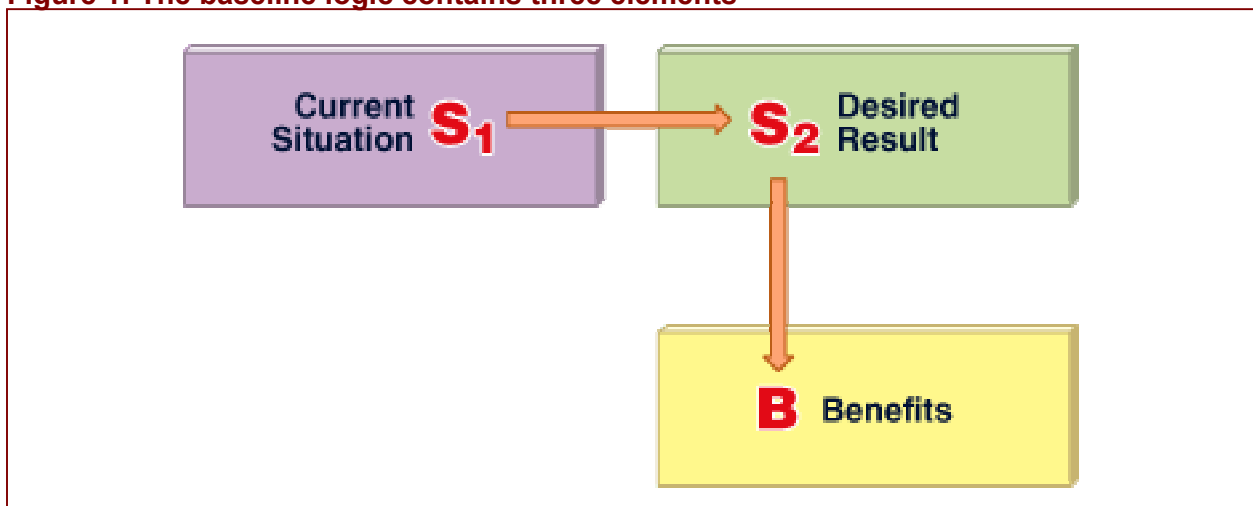 Figure 1: The baseline logic contains three elements
Current
Situation S1
S2 Desired
Result
B Benefits